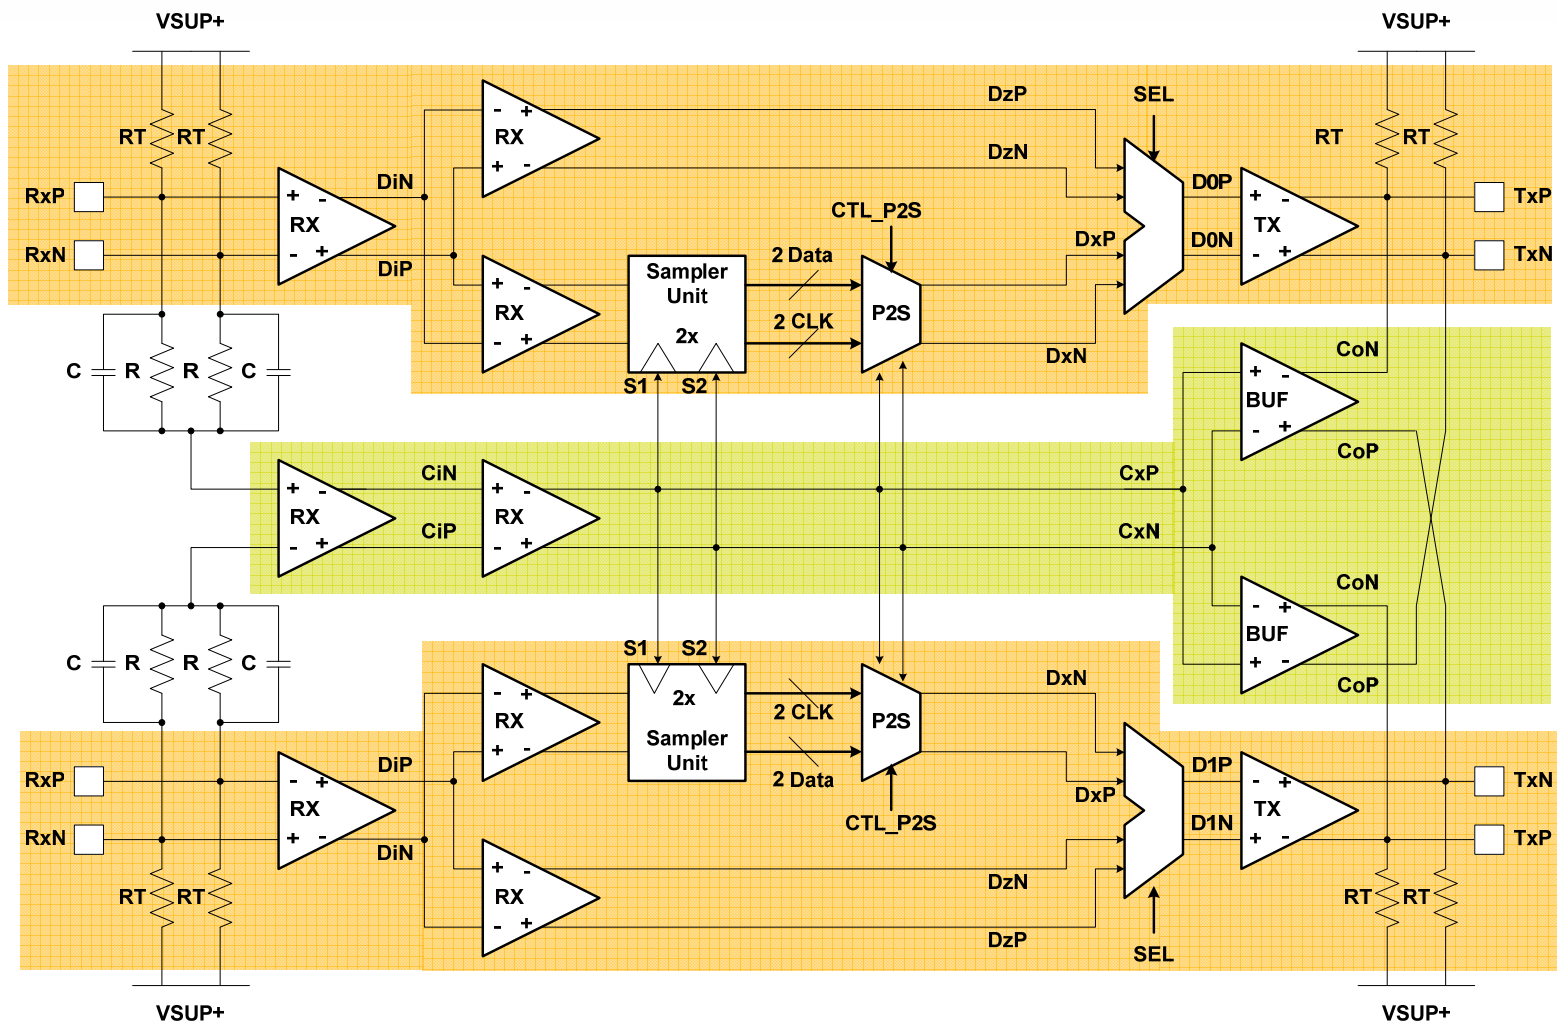 VSUP+ VSUP+
DzP SEL
RT RT + - RX RT RT
DzN
RxP DiN + - D0P + - TxP
RX CTL_P2S TX
RxN DiP - + DxP D0N - + TxN
2 Data
Sampler Unit
+ - RX 2x 2 CLK P2S
CoN
C R R C S1 S2 DxN + - BUF
- +
CoP
CiN CxP
+ - RX + - RX
CiP CxN
- + - +
CoN
- + BUF
C R R C S1 S2 DxN + -
CoP
2x 2 CLK P2S
- + RX Sampler Unit
2 Data
RxP DiP DxP D1P TxN
- + RX CTL_P2S - + TX
RxN DiN D1N TxP
+ - + -
RT RT + - RX DzN RT RT
- + DzP SEL
VSUP+ VSUP+